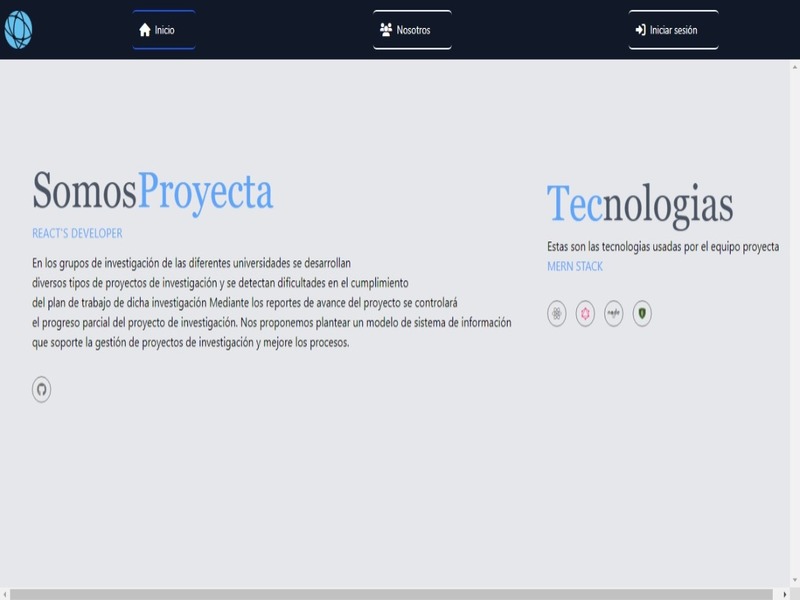 Inicio
Nosotros
Iniciar sesión
SomosProyecta
REACT'S DEVELOPER
En los grupos de investigación de las diferentes universidades se desarrollan
diversos tipos de proyectos de investigación y se detectan dificultades en el cumplimiento
del plan de trabajo de dicha investigación Mediante los reportes de avance del proyecto se controlará
el progreso parcial del proyecto de investigación. Nos proponemos plantear un modelo de sistema de información
que soporte la gestión de proyectos de investigación y mejore los procesos.
Tecnologias
Estas son las tecnologias usadas por el equipo proyecta
MERN STACK
node